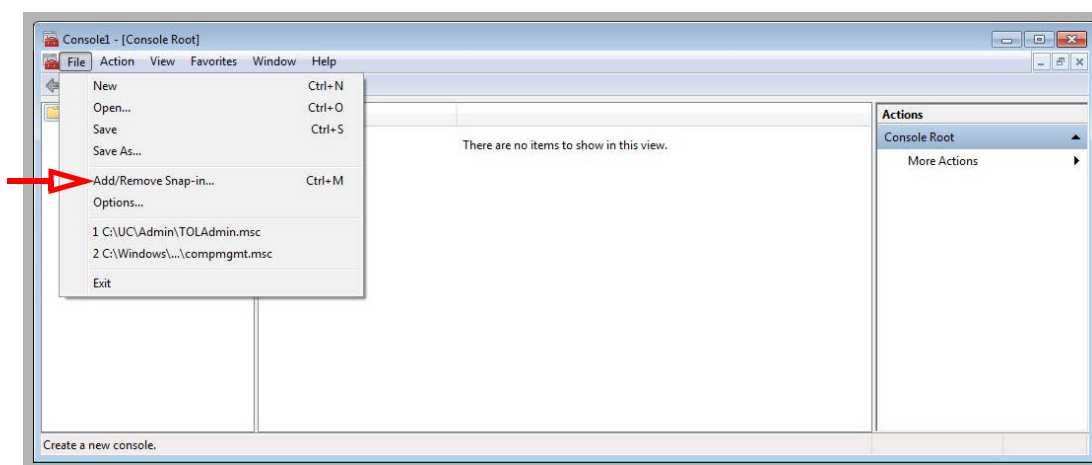 Console1 - [Console Root]
File Action View Favorites Window Help
New Ctrl+N
Open... Ctrl+O
Save Ctrl+S
Save As...
Add/Remove Snap-in... Ctrl+M
Options...
1 C:\UC\Admin\TOLAdmin.msc
2 C:\Windows\...\compmgmt.msc
Exit
There are no items to show in this view.
Actions
Console Root
More Actions
Create a new console.